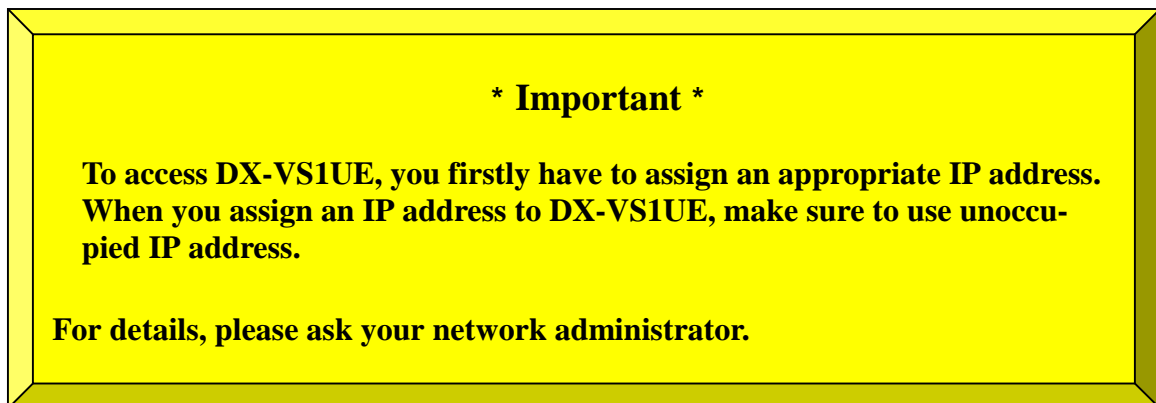 * Important *
To access DX-VS1UE, you firstly have to assign an appropriate IP address.
When you assign an IP address to DX-VS1UE, make sure to use unoccu-
pied IP address.
For details, please ask your network administrator.